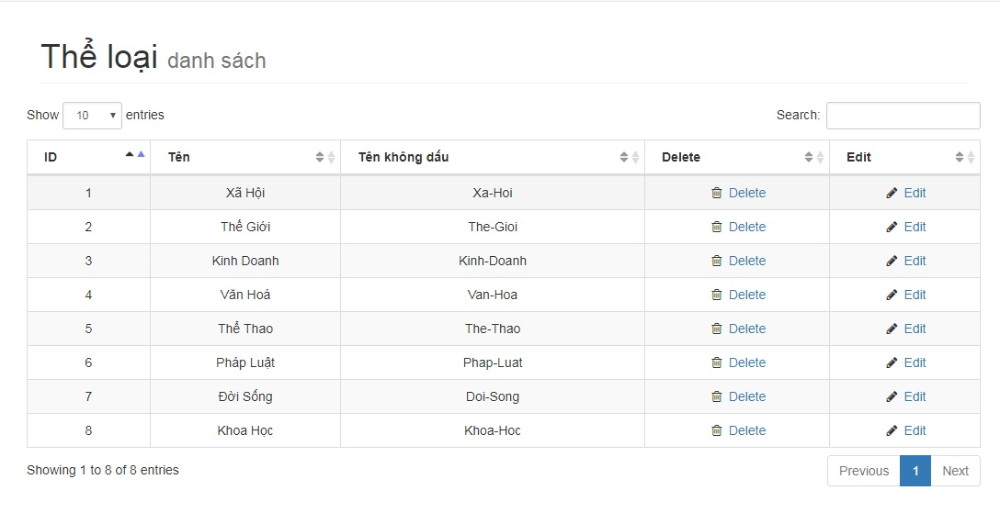 Thể loại danh sách
Show 10 entries Search:
ID Tên Tên không dấu Delete Edit
1 Xã Hội Xa-Hoi Delete Edit
2 Thế Giới The-Gioi Delete Edit
3 Kinh Doanh Kinh-Doanh Delete Edit
4 Văn Hoá Van-Hoa Delete Edit
5 Thể Thao The-Thao Delete Edit
6 Pháp Luật Phap-Luat Delete Edit
7 Đời Sống Doi-Song Delete Edit
8 Khoa Học Khoa-Hoc Delete Edit
Showing 1 to 8 of 8 entries Previous 1 Next